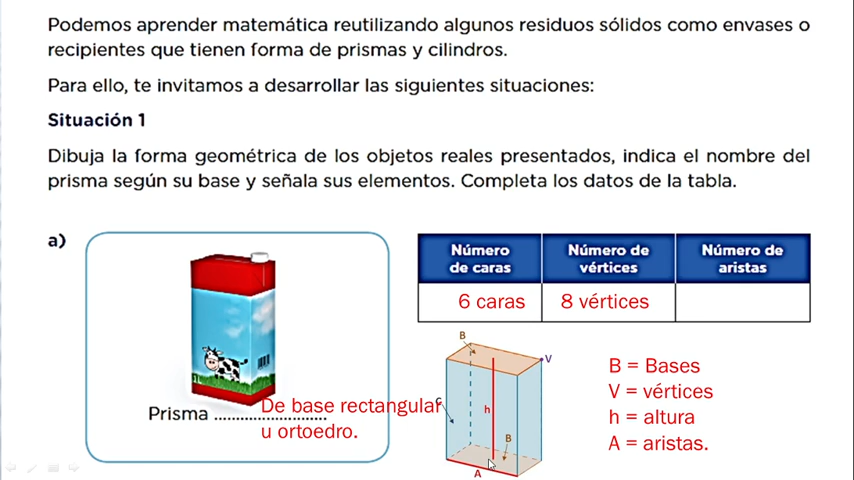 Podemos aprender matemática reutilizando algunos residuos sólidos como envases o
recipientes que tienen forma de prismas y cilindros.
Para ello, te invitamos a desarrollar las siguientes situaciones:
Situación 1
Dibuja la forma geométrica de los objetos reales presentados, indica el nombre del
prisma según su base y señala sus elementos. Completa los datos de la tabla.
a)
Prisma ....................
De base rectangular
u ortoedro.
Número
de caras
Número de
vértices
Número de
aristas
6 caras
8 vértices
B
V
C
h
B
A
B = Bases
V = vértices
h = altura
A = aristas.